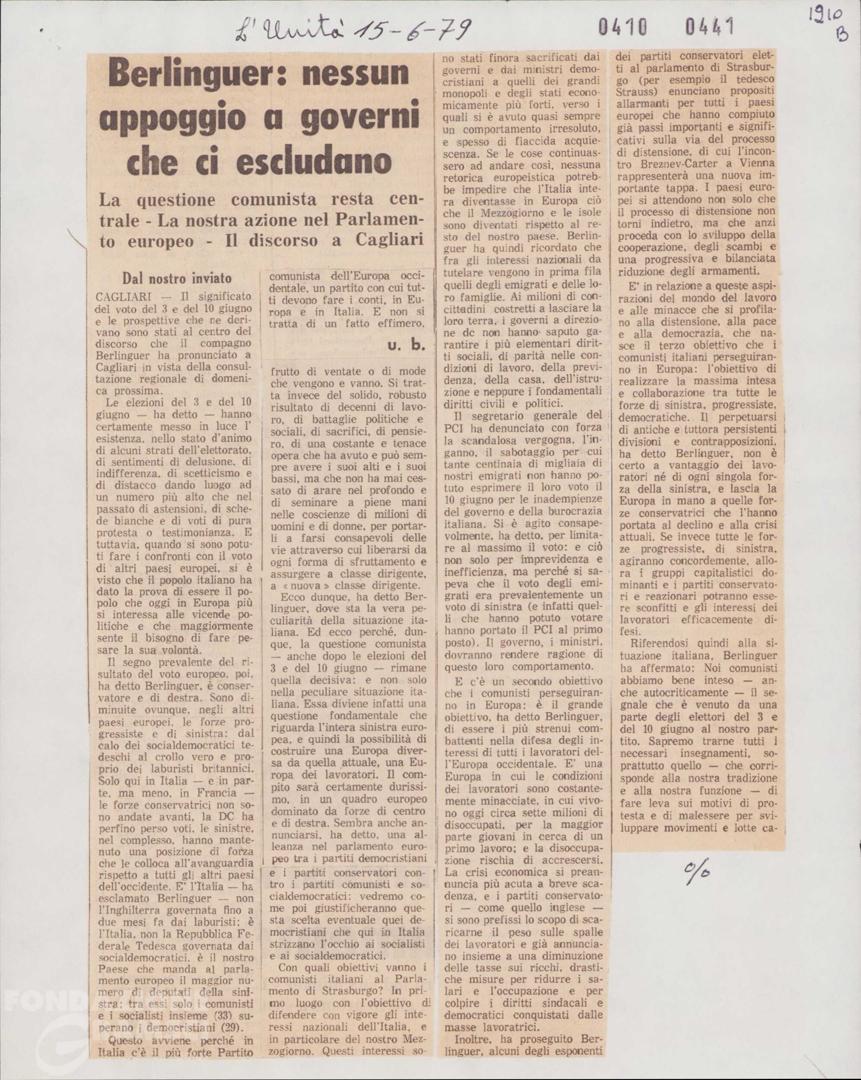 L'Unità 15-6-79
0410 0441
1910
B
Berlinguer: nessun
appoggio a governi
che ci escludano
La questione comunista resta cen-
trale - La nostra azione nel Parlamen-
to europeo - Il discorso a Cagliari
Dal nostro inviato
CAGLIARI — Il significato
del voto del 3 e del 10 giugno
e le prospettive che ne deri-
vano sono stati al centro del
discorso che il compagno
Berlinguer ha pronunciato a
Cagliari in vista della consul-
tazione regionale di domeni-
ca prossima.
Le elezioni del 3 e del 10
giugno — ha detto — hanno
certamente messo in luce l'
esistenza, nello stato d'animo
di alcuni strati dell'elettorato,
di sentimenti di delusione, di
indifferenza, di scetticismo e
di distacco dando luogo ad
un numero più alto che nel
passato di astensioni, di sche-
de bianche e di voti di pura
protesta o testimonianza. E
tuttavia, quando si sono potu-
ti fare i confronti con il voto
di altri paesi europei, si è
visto che il popolo italiano ha
dato la prova di essere il po-
polo che oggi in Europa più
si interessa alle vicende po-
litiche e che maggiormente
sente il bisogno di fare pe-
sare la sua volontà.
Il segno prevalente del ri-
sultato del voto europeo, poi,
ha detto Berlinguer, è conser-
vatore e di destra. Sono di-
minuite ovunque, negli altri
paesi europei, le forze pro-
gressiste e di sinistra: dal
calo dei socialdemocratici te-
deschi al crollo vero e pro-
prio dei laburisti britannici.
Solo qui in Italia — e in par-
te, ma meno, in Francia —
le forze conservatrici non so-
no andate avanti, la DC ha
perfino perso voti, le sinistre,
nel complesso, hanno mante-
nuto una posizione di forza
che le colloca all'avanguardia
rispetto a tutti gli altri paesi
dell'occidente. E' l'Italia — ha
esclamato Berlinguer — non
l'Inghilterra governata fino a
due mesi fa dai laburisti; è
l'Italia, non la Repubblica Fe-
derale Tedesca governata dai
socialdemocratici, è il nostro
Paese che manda al parla-
mento europeo il maggior nu-
mero di deputati della sini-
stra: tra essi solo i comunisti
e i socialisti insieme (33) su-
perano i democristiani (29).
Questo avviene perché in
Italia c'è il più forte Partito
comunista dell'Europa occi-
dentale, un partito con cui tut-
ti devono fare i conti, in Eu-
ropa e in Italia. E non si
tratta di un fatto effimero,
u. b.
frutto di ventate o di mode
che vengono e vanno. Si trat-
ta invece del solido, robusto
risultato di decenni di lavo-
ro, di battaglie politiche e
sociali, di sacrifici, di pensie-
ro, di una costante e tenace
opera che ha avuto e può sem-
pre avere i suoi alti e i suoi
bassi, ma che non ha mai ces-
sato di arare nel profondo e
di seminare a piene mani
nelle coscienze di milioni di
uomini e di donne, per portar-
li a farsi consapevoli delle
vie attraverso cui liberarsi da
ogni forma di sfruttamento e
assurgere a classe dirigente,
a « nuova » classe dirigente.
Ecco dunque, ha detto Ber-
linguer, dove sta la vera pe-
culiarità della situazione ita-
liana. Ed ecco perché, dun-
que, la questione comunista
— anche dopo le elezioni del
3 e del 10 giugno — rimane
quella decisiva: e non solo
nella peculiare situazione ita-
liana. Essa diviene infatti una
questione fondamentale che
riguarda l'intera sinistra euro-
pea, e quindi la possibilità di
costruire una Europa diver-
sa da quella attuale, una Eu-
ropa dei lavoratori. Il com-
pito sarà certamente durissi-
mo, in un quadro europeo
dominato da forze di centro
e di destra. Sembra anche an-
nunciarsi, ha detto, una al-
leanza nel parlamento euro-
peo tra i partiti democristiani
e i partiti conservatori con-
tro i partiti comunisti e so-
cialdemocratici: vedremo co-
me poi giustificheranno que-
sta scelta eventuale quei de-
mocristiani che qui in Italia
strizzano l'occhio ai socialisti
e ai socialdemocratici.
Con quali obiettivi vanno i
comunisti italiani al Parla-
mento di Strasburgo? In pri-
mo luogo con l'obiettivo di
difendere con vigore gli inte-
ressi nazionali dell'Italia, e
in particolare del nostro Mez-
zogiorno. Questi interessi so-
no stati finora sacrificati dai
governi e dai ministri demo-
cristiani a quelli dei grandi
monopoli e degli stati econo-
micamente più forti, verso i
quali si è avuto quasi sempre
un comportamento irresoluto,
e spesso di fiaccida acquie-
scenza. Se le cose continuas-
sero ad andare così, nessuna
retorica europeistica potreb-
be impedire che l'Italia inte-
ra diventasse in Europa ciò
che il Mezzogiorno e le isole
sono diventati rispetto al re-
sto del nostro paese. Berlin-
guer ha quindi ricordato che
fra gli interessi nazionali da
tutelare vengono in prima fila
quelli degli emigrati e delle lo-
ro famiglie. Ai milioni di con-
cittadini costretti a lasciare la
loro terra, i governi a direzio-
ne dc non hanno saputo ga-
rantire i più elementari dirit-
ti sociali, di parità nelle con-
dizioni di lavoro, della previ-
denza, della casa, dell'istru-
zione e neppure i fondamentali
diritti civili e politici.
Il segretario generale del
PCI ha denunciato con forza
la scandalosa vergogna, l'in-
ganno, il sabotaggio per cui
tante centinaia di migliaia di
nostri emigrati non hanno po-
tuto esprimere il loro voto il
10 giugno per le inadempienze
del governo e della burocrazia
italiana. Si è agito consape-
volmente, ha detto, per limita-
re al massimo il voto: e ciò
non solo per imprevidenza e
inefficienza, ma perché si sa-
peva che il voto degli emi-
grati era prevalentemente un
voto di sinistra (e infatti quel-
li che hanno potuto votare
hanno portato il PCI al primo
posto). Il governo, i ministri,
dovranno rendere ragione di
questo loro comportamento.
E c'è un secondo obiettivo
che i comunisti perseguiran-
no in Europa: è il grande
obiettivo, ha detto Berlinguer,
di essere i più strenui com-
battenti nella difesa degli in-
teressi di tutti i lavoratori del-
l'Europa occidentale. E' una
Europa in cui le condizioni
dei lavoratori sono costante-
mente minacciate, in cui vivo-
no oggi circa sette milioni di
disoccupati, per la maggior
parte giovani in cerca di un
primo lavoro; e la disoccupa-
zione rischia di accrescersi.
La crisi economica si prean-
nuncia più acuta a breve sca-
denza, e i partiti conservato-
ri — come quello inglese —
si sono prefissi lo scopo di sca-
ricarne il peso sulle spalle
dei lavoratori e già annuncia-
no insieme a una diminuzione
delle tasse sui ricchi, drasti-
che misure per ridurre i sa-
lari e l'occupazione e per
colpire i diritti sindacali e
democratici conquistati dalle
masse lavoratrici.
Inoltre, ha proseguito Ber-
linguer, alcuni degli esponenti
dei partiti conservatori elet-
ti al parlamento di Strasbur-
go (per esempio il tedesco
Strauss) enunciano propositi
allarmanti per tutti i paesi
europei che hanno compiuto
già passi importanti e signifi-
cativi sulla via del processo
di distensione, di cui l'incon-
tro Breznev-Carter a Vienna
rappresenterà una nuova im-
portante tappa. I paesi euro-
pei si attendono non solo che
il processo di distensione non
torni indietro, ma che anzi
proceda con lo sviluppo della
cooperazione, degli scambi e
una progressiva e bilanciata
riduzione degli armamenti.
E' in relazione a queste aspi-
razioni del mondo del lavoro
e alle minacce che si profila-
no alla distensione, alla pace
e alla democrazia, che na-
sce il terzo obiettivo che i
comunisti italiani perseguiran-
no in Europa: l'obiettivo di
realizzare la massima intesa
e collaborazione tra tutte le
forze di sinistra, progressiste,
democratiche. Il perpetuarsi
di antiche e tuttora persistenti
divisioni e contrapposizioni,
ha detto Berlinguer, non è
certo a vantaggio dei lavo-
ratori né di ogni singola for-
za della sinistra, e lascia la
Europa in mano a quelle for-
ze conservatrici che l'hanno
portata al declino e alla crisi
attuali. Se invece tutte le for-
ze progressiste, di sinistra,
agiranno concordemente, allo-
ra i gruppi capitalistici do-
minanti e i partiti conservato-
ri e reazionari potranno esse-
re sconfitti e gli interessi dei
lavoratori efficacemente di-
fesi.
Riferendosi quindi alla si-
tuazione italiana, Berlinguer
ha affermato: Noi comunisti
abbiamo bene inteso — an-
che autocriticamente — il se-
gnale che è venuto da una
parte degli elettori del 3 e
del 10 giugno al nostro par-
tito. Sapremo trarne tutti i
necessari insegnamenti, so-
prattutto quello — che corri-
sponde alla nostra tradizione
e alla nostra funzione — di
fare leva sui motivi di pro-
testa e di malessere per svi-
luppare movimenti e lotte ca-
%